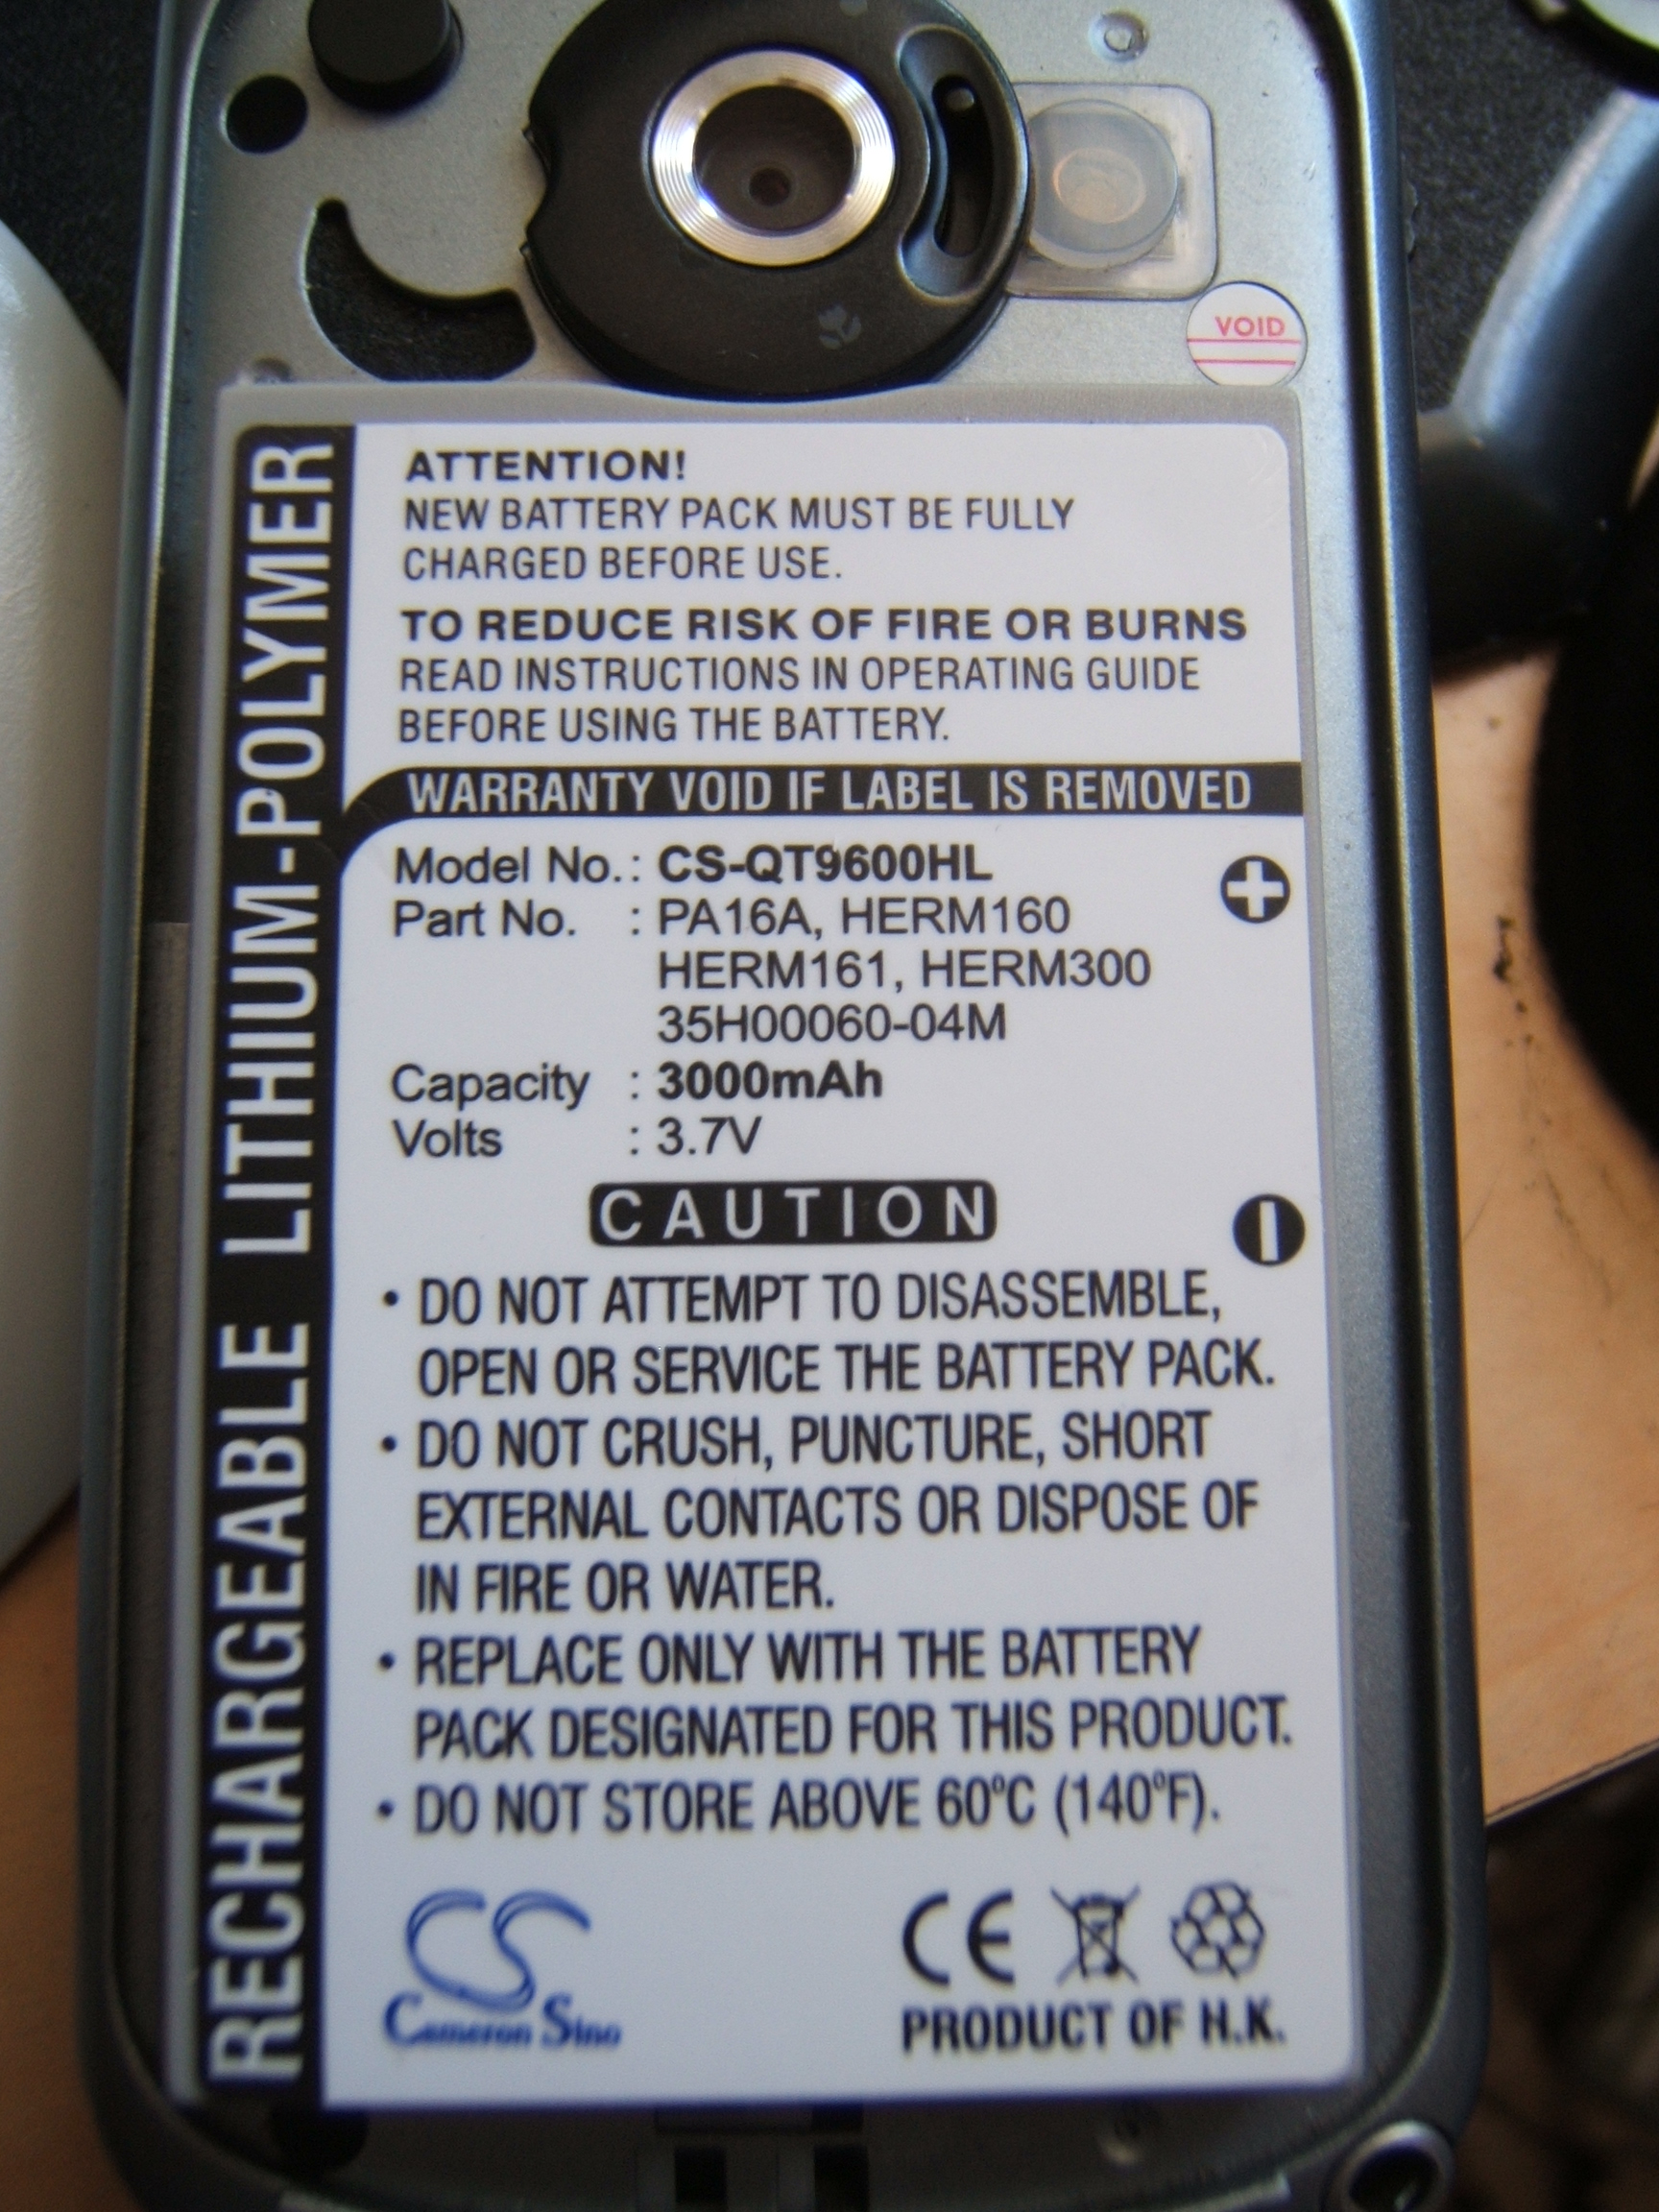 VOID
RECHARGEABLE LITHIUM-POLYMER
ATTENTION!
NEW BATTERY PACK MUST BE FULLY
CHARGED BEFORE USE.
TO REDUCE RISK OF FIRE OR BURNS
READ INSTRUCTIONS IN OPERATING GUIDE
BEFORE USING THE BATTERY.
WARRANTY VOID IF LABEL IS REMOVED
Model No.: CS-QT9600HL
Part No. : PA16A, HERM160
HERM161, HERM300
35H00060-04M
Capacity : 3000mAh
Volts : 3.7V
CAUTION
• DO NOT ATTEMPT TO DISASSEMBLE,
OPEN OR SERVICE THE BATTERY PACK.
• DO NOT CRUSH, PUNCTURE, SHORT
EXTERNAL CONTACTS OR DISPOSE OF
IN FIRE OR WATER.
• REPLACE ONLY WITH THE BATTERY
PACK DESIGNATED FOR THIS PRODUCT.
• DO NOT STORE ABOVE 60ºC (140ºF).
CS
Cameron Sino
CE
PRODUCT OF H.K.